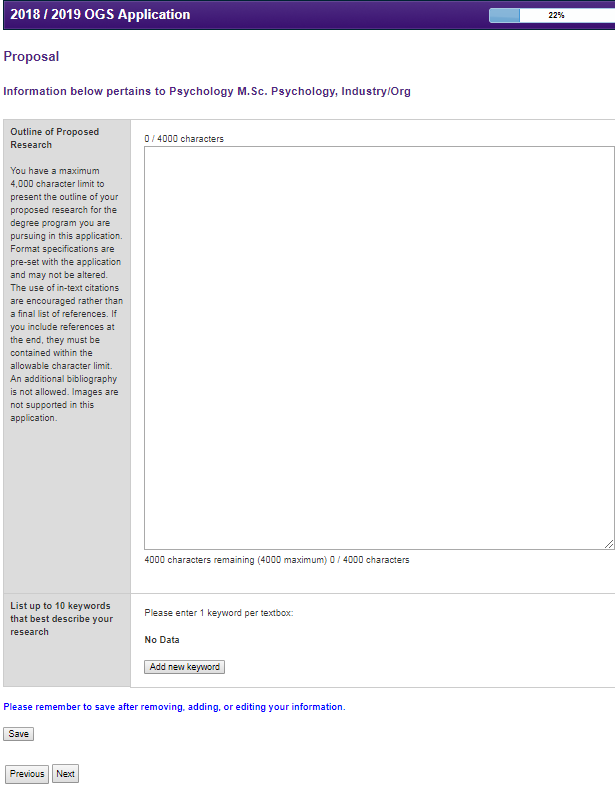 2018 / 2019 OGS Application
22%
Proposal
Information below pertains to Psychology M.Sc. Psychology, Industry/Org
Outline of Proposed
Research
You have a maximum
4,000 character limit to
present the outline of your
proposed research for the
degree program you are
pursuing in this application.
Format specifications are
pre-set with the application
and may not be altered.
The use of in-text citations
are encouraged rather than
a final list of references. If
you include references at
the end, they must be
contained within the
allowable character limit.
An additional bibliography
is not allowed. Images are
not supported in this
application.
0 / 4000 characters
4000 characters remaining (4000 maximum) 0 / 4000 characters
List up to 10 keywords
that best describe your
research
Please enter 1 keyword per textbox:
No Data
Add new keyword
Please remember to save after removing, adding, or editing your information.
Save
Previous
Next